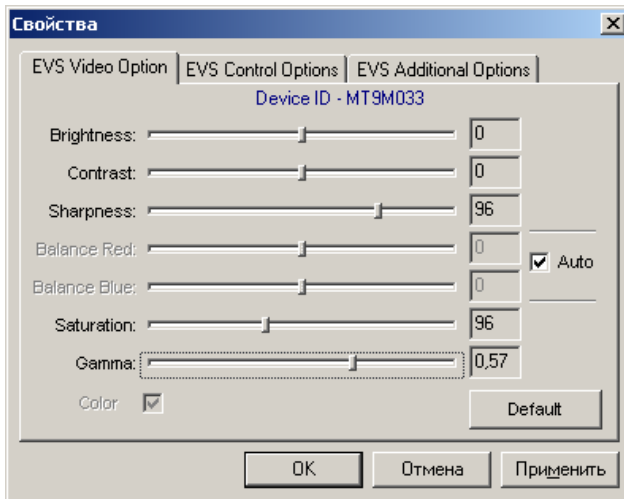 Свойства
EVS Video Option EVS Control Options EVS Additional Options
Device ID - MT9M033
Brightness: 0
Contrast: 0
Sharpness: 96
Balance Red: 0
Auto
Balance Blue: 0
Saturation: 96
Gamma: 0,57
Color
Default
OK Отмена Применить